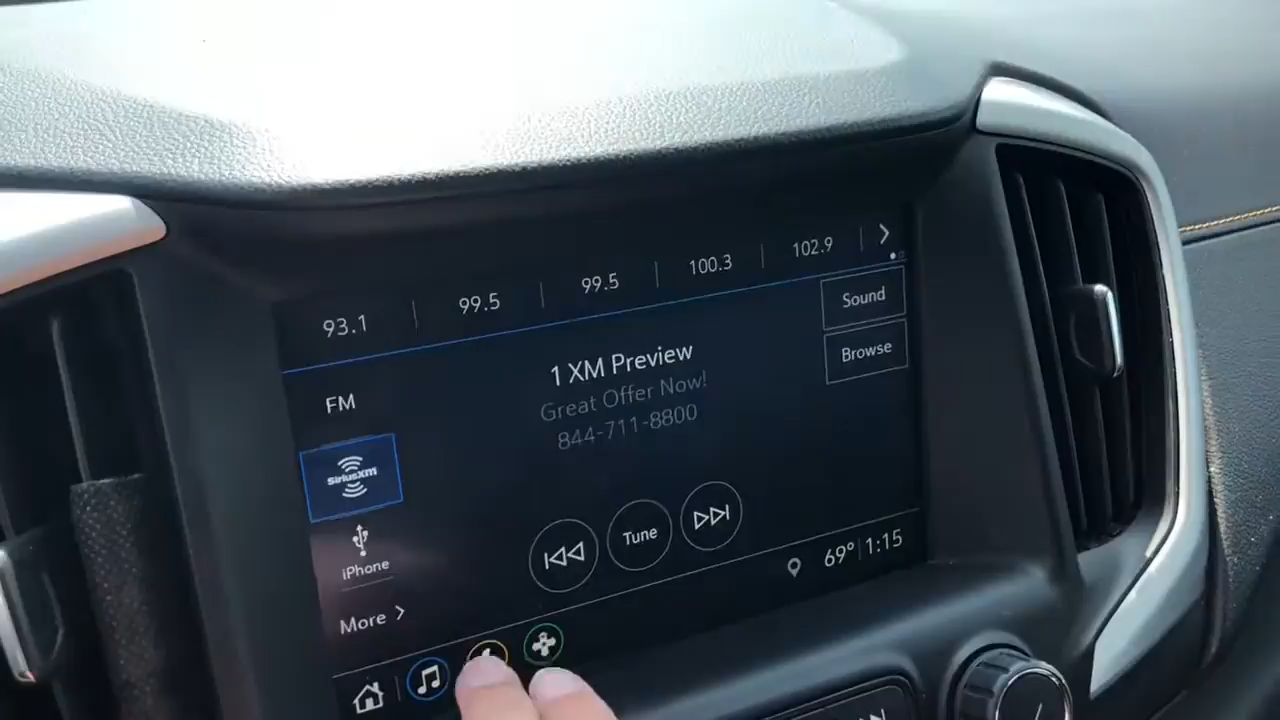 93.1
99.5
99.5
100.3
102.9
Sound
Browse
1 XM Preview
Great Offer Now!
844-711-8800
FM
SiriusXM
iPhone
More
Tune
69° 1:15